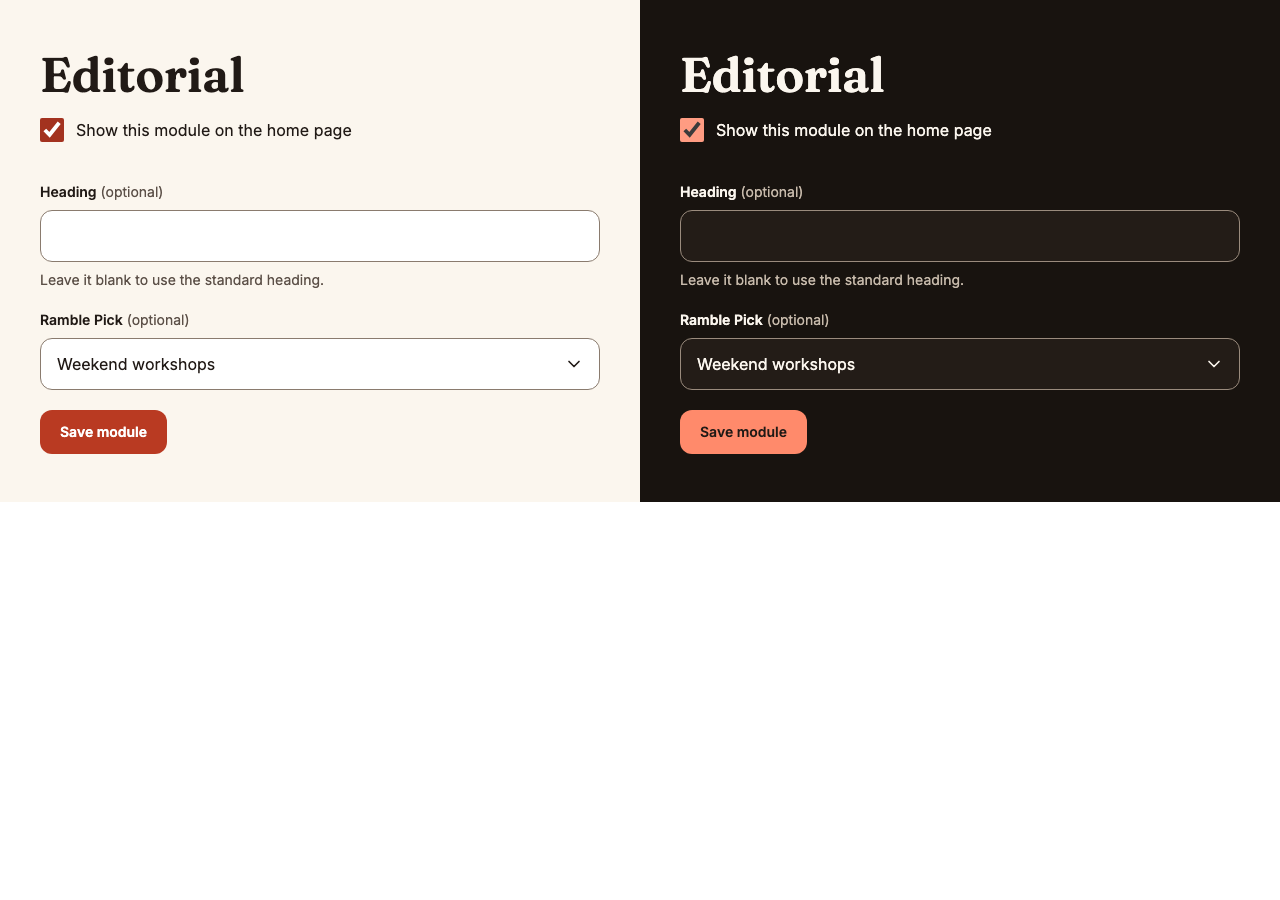 Editorial
Show this module on the home page
Heading (optional)
Leave it blank to use the standard heading.
Ramble Pick (optional)
Weekend workshops
Save module
Editorial
Show this module on the home page
Heading (optional)
Leave it blank to use the standard heading.
Ramble Pick (optional)
Weekend workshops
Save module